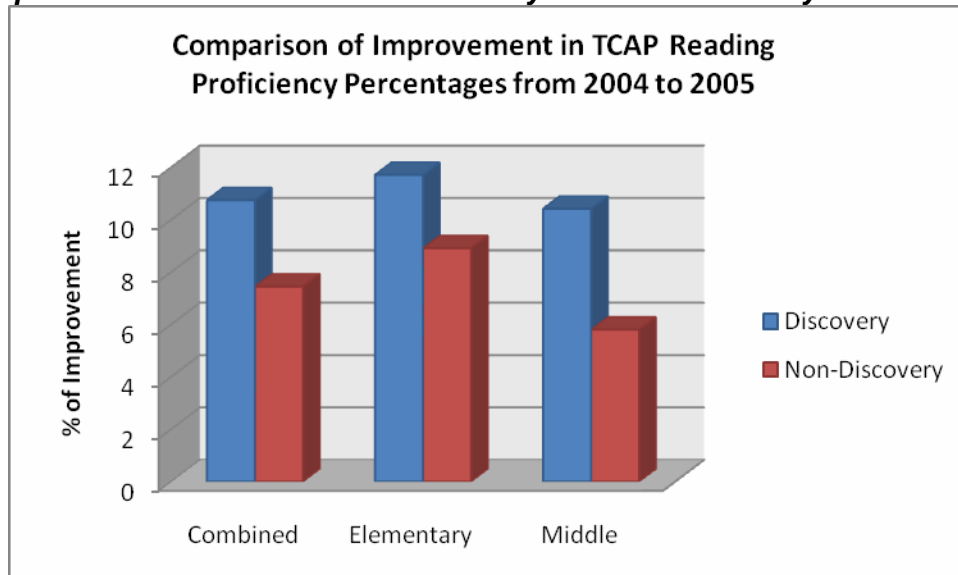 Comparison of Improvement in TCAP Reading
Proficiency Percentages from 2004 to 2005
% of Improvement
12
10
8
6
4
2
0
Combined
Elementary
Middle
Discovery
Non-Discovery